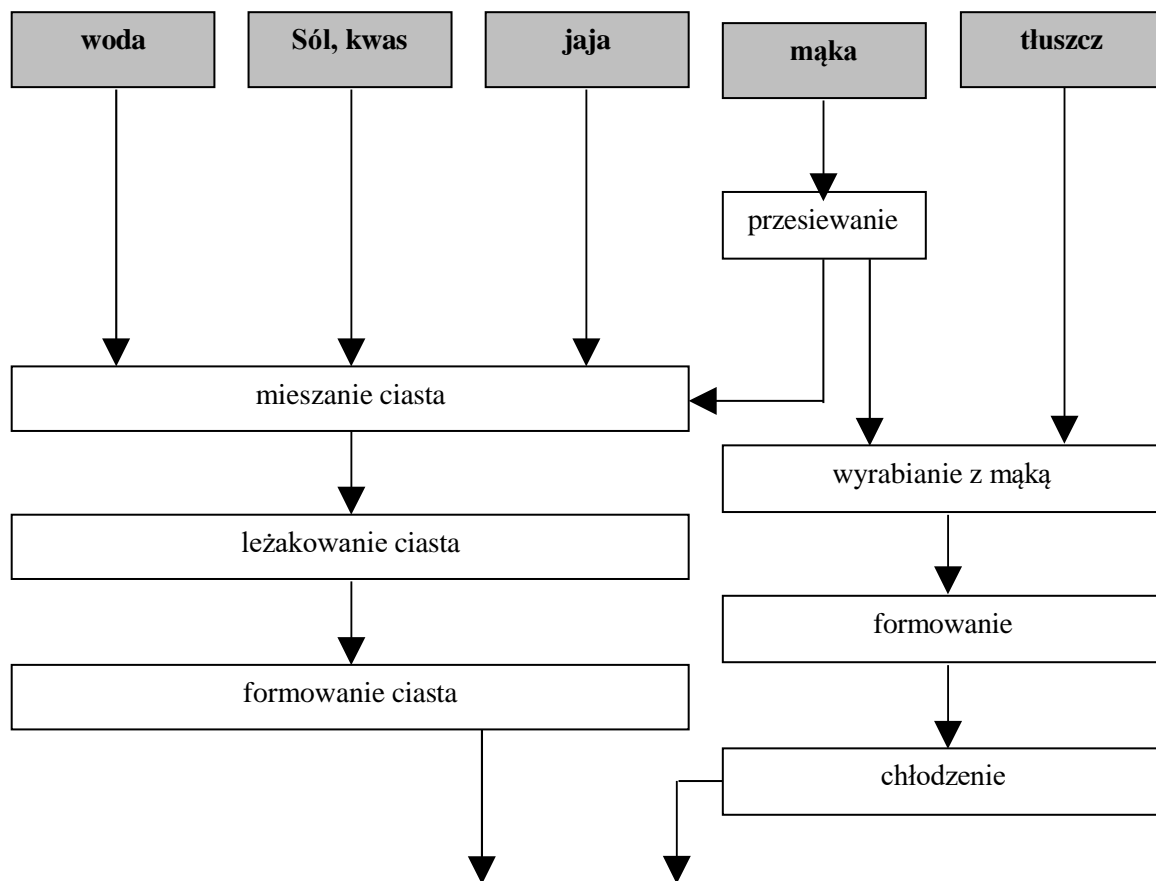 woda
Sól, kwas
jaja
mąka
tłuszcz
przesiewanie
mieszanie ciasta
wyrabianie z mąką
leżakowanie ciasta
formowanie
formowanie ciasta
chłodzenie